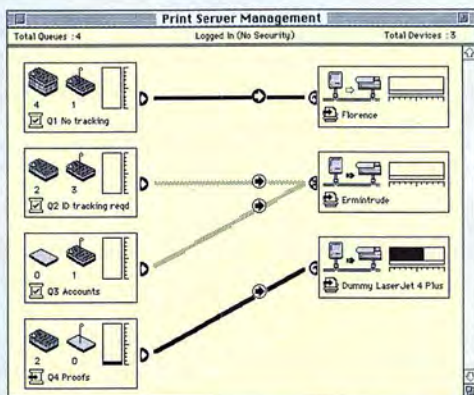 Print Server Management
Total Queues :4 Logged In (No Security) Total Devices :3
4 1
Q1 No tracking
Florence
2 3
Q2 ID tracking reqd
Ermintrude
0 1
Q3 Accounts
Dummy LaserJet 4 Plus
2 0
Q4 Proofs